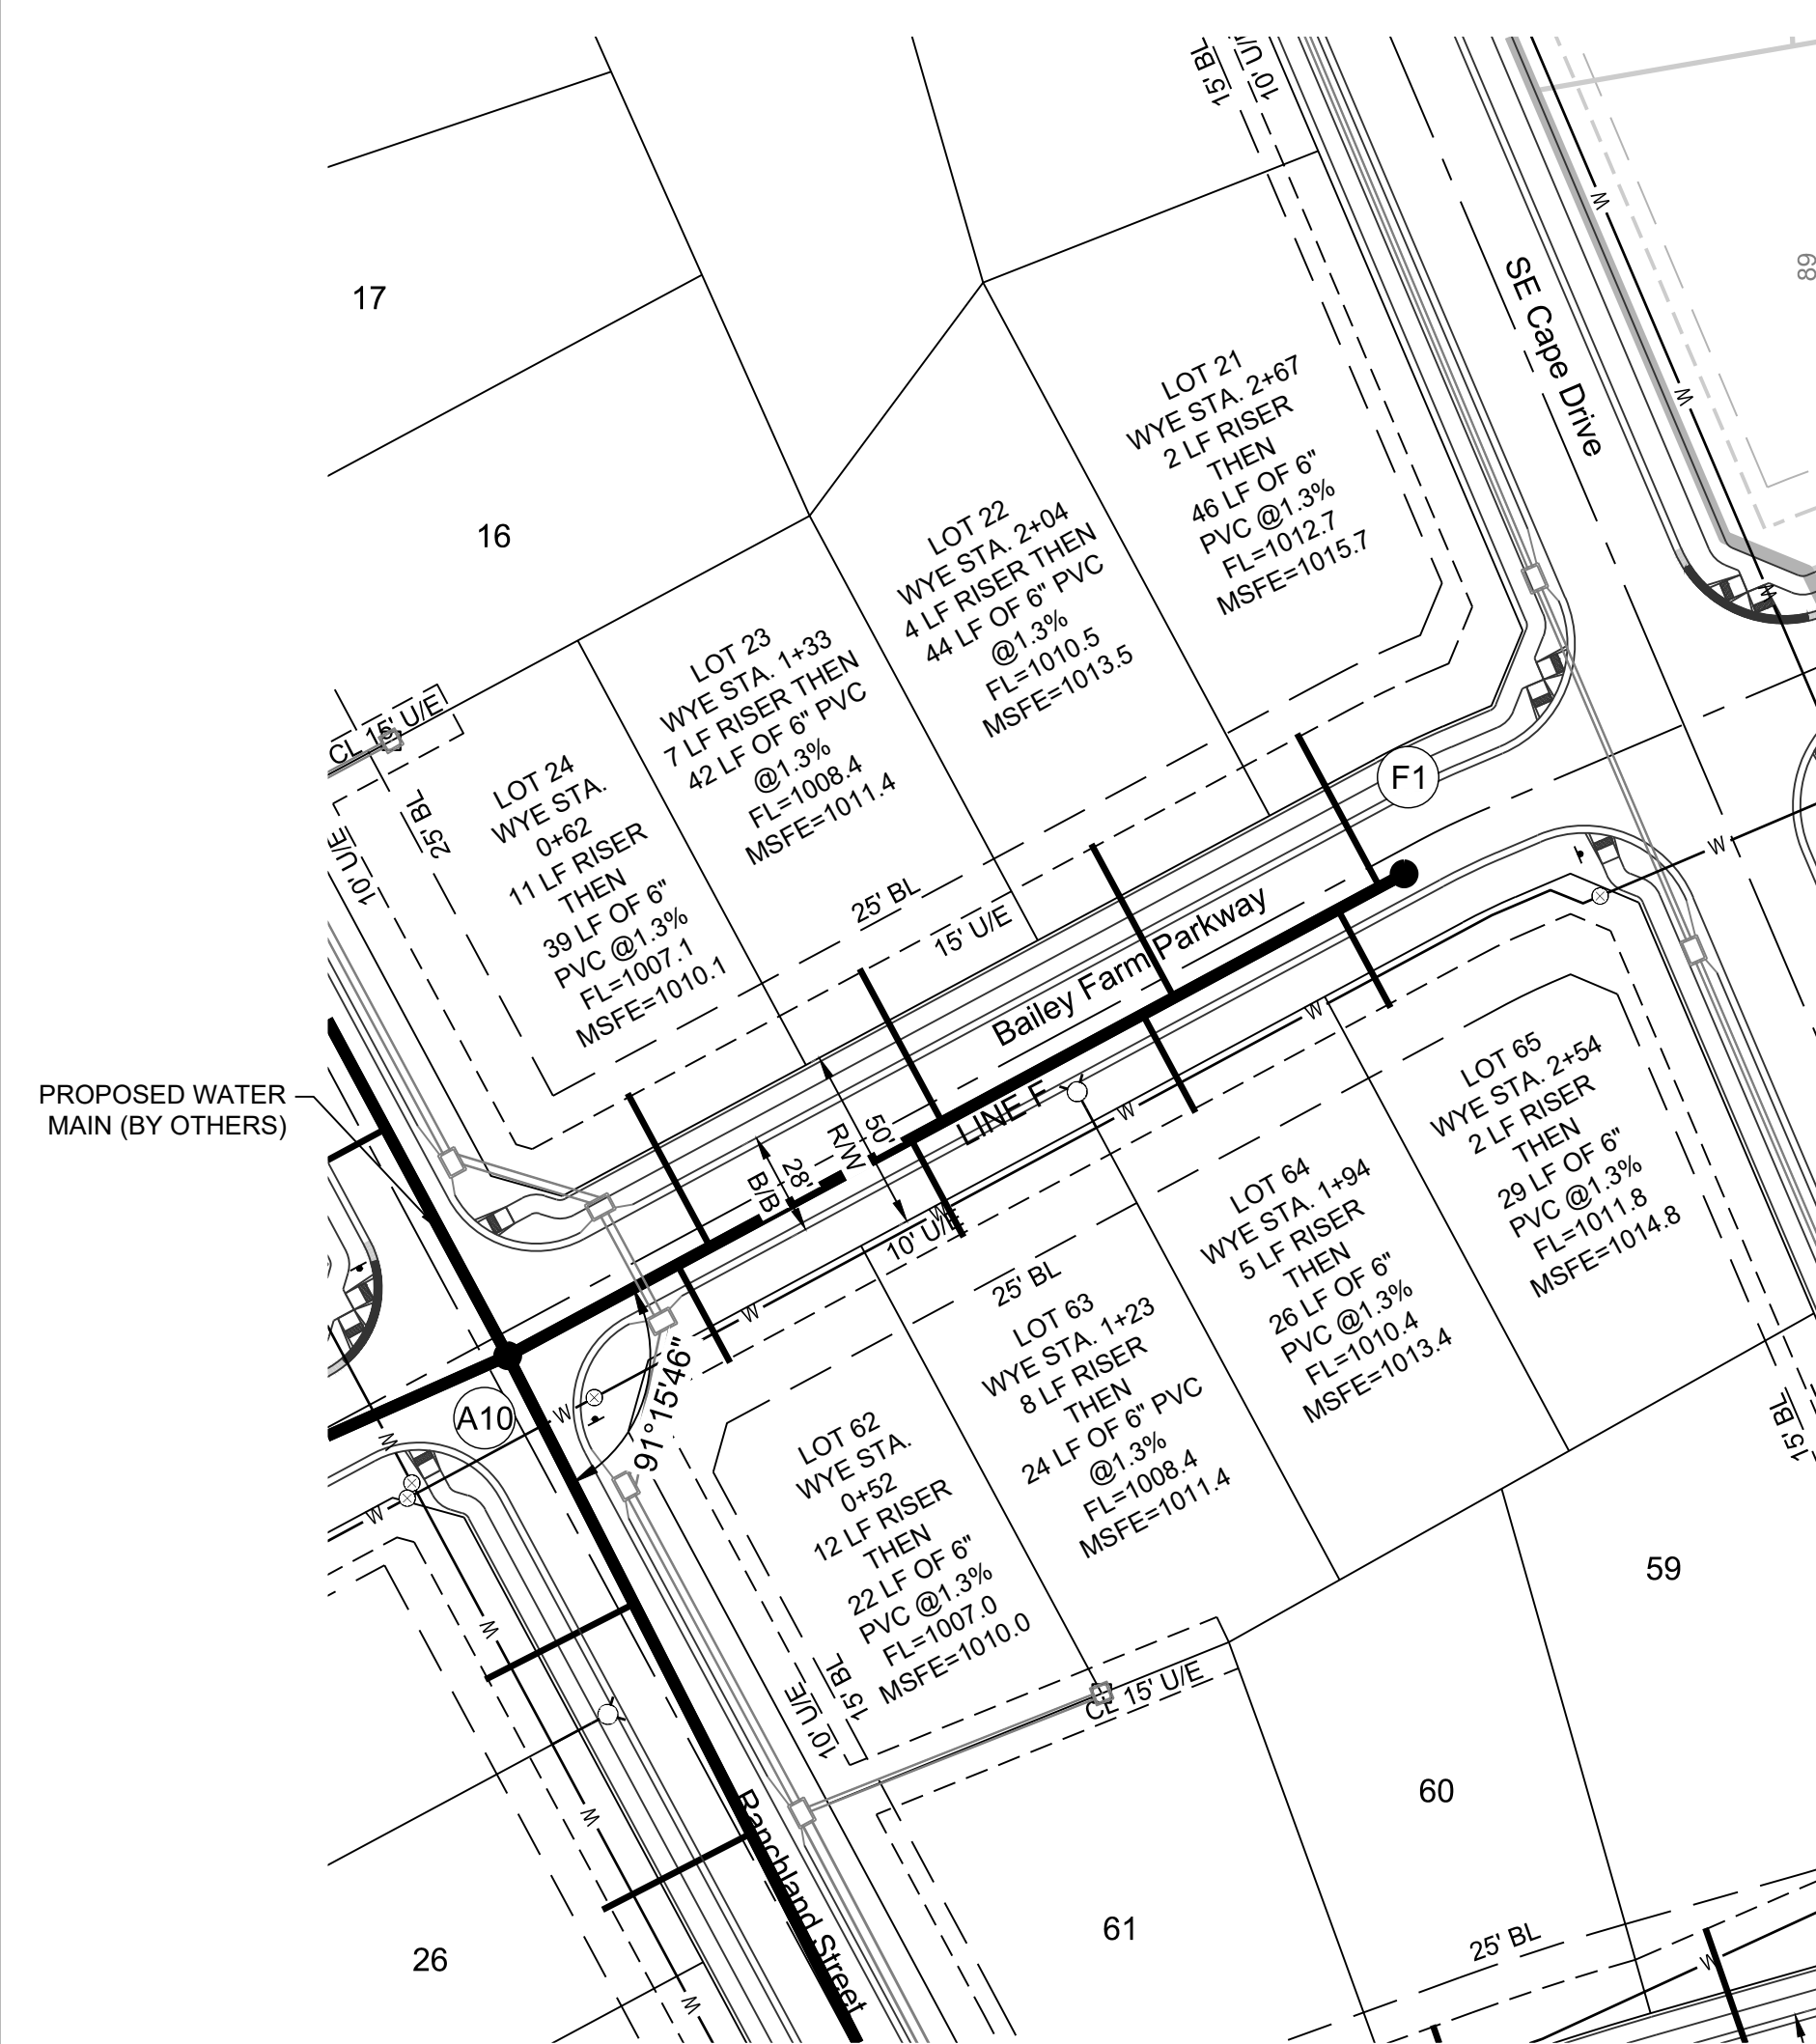 15' BL
10' U/E
W
17
SE Cape Drive
89
LOT 21
WYE STA. 2+67
2 LF RISER
THEN
46 LF OF 6"
PVC @1.3%
FL=1012.7
MSFE=1015.7
W
16
LOT 22
WYE STA. 2+04
4 LF RISER THEN
44 LF OF 6" PVC
@1.3%
FL=1010.5
MSFE=1013.5
W
LOT 23
WYE STA. 1+33
7 LF RISER THEN
42 LF OF 6" PVC
@1.3%
FL=1008.4
MSFE=1011.4
CL 15' U/E
LOT 24
WYE STA.
0+62
11 LF RISER
THEN
39 LF OF 6"
PVC @1.3%
FL=1007.1
MSFE=1010.1
25' BL
10' U/E
F1
25' BL
15' U/E
W
Bailey Farm Parkway
W
LINE F
W
PROPOSED WATER
MAIN (BY OTHERS)
50'
R/W
28'
B/B
W
10' U/E
25' BL
LOT 65
WYE STA. 2+54
2 LF RISER
THEN
29 LF OF 6"
PVC @1.3%
FL=1011.8
MSFE=1014.8
LOT 64
WYE STA. 1+94
5 LF RISER
THEN
26 LF OF 6"
PVC @1.3%
FL=1010.4
MSFE=1013.4
LOT 63
WYE STA. 1+23
8 LF RISER
THEN
24 LF OF 6" PVC
@1.3%
FL=1008.4
MSFE=1011.4
W
91°15'46"
A10
W
W
W
LOT 62
WYE STA.
0+52
12 LF RISER
THEN
22 LF OF 6"
PVC @1.3%
FL=1007.0
MSFE=1010.0
15' BL
59
W
10' U/E
15' BL
CL 15' U/E
60
W
Ranchland Street
61
26
25' BL
W
W